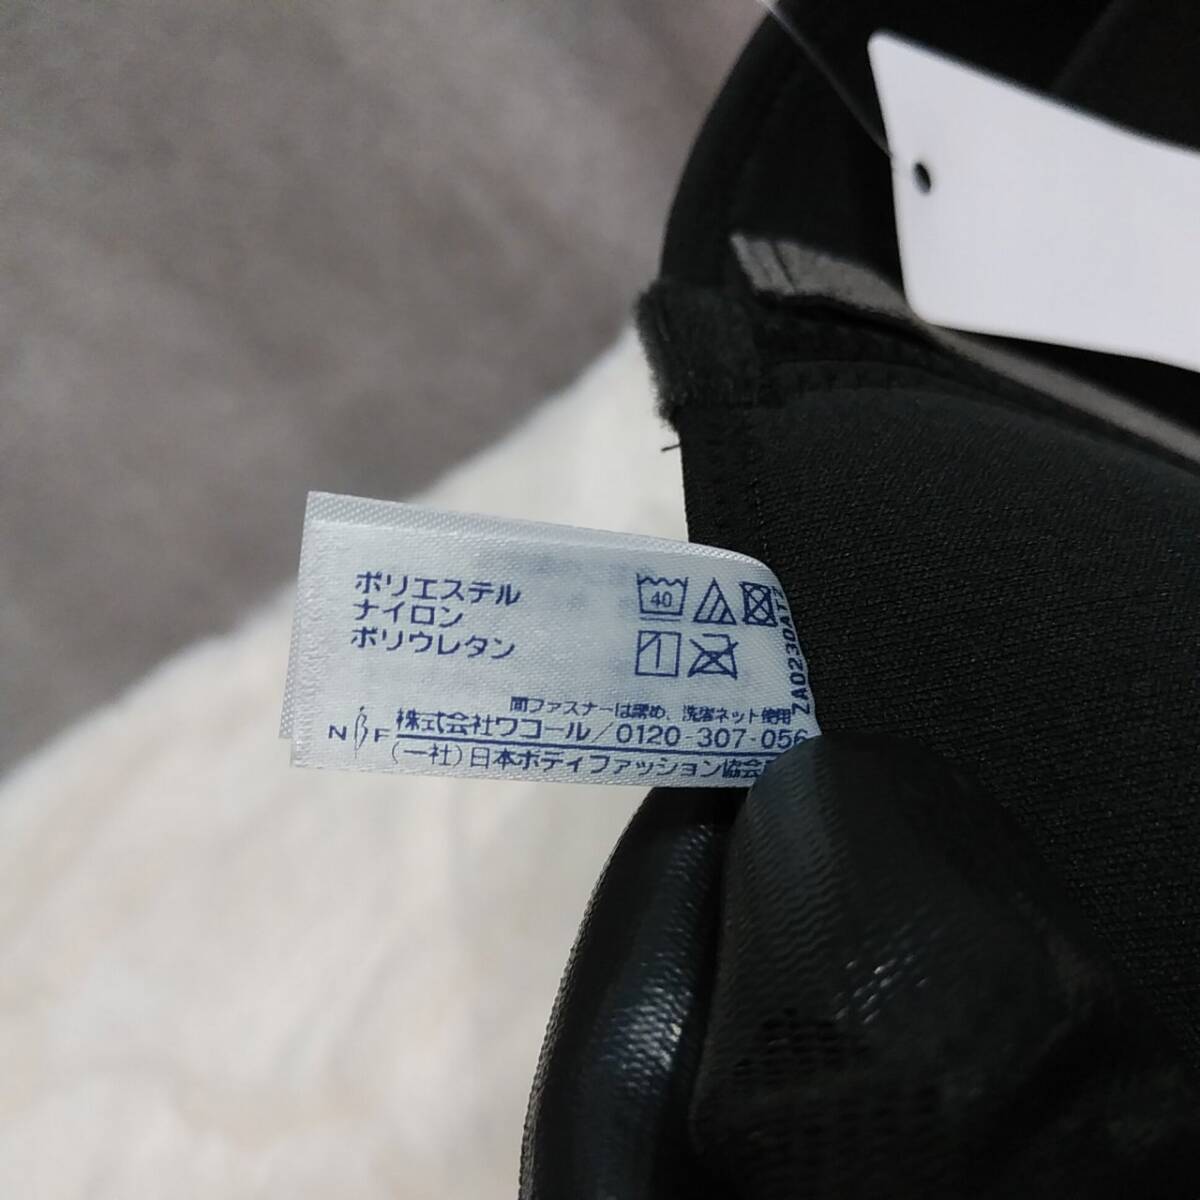 ポリエステル
ナイロン
ポリウレタン
40
ZA0230AT7
面ファスナーは留め、洗濯ネット使用
NBF 株式会社ワコール/0120-307-056
(一社)日本ボディファッション協会